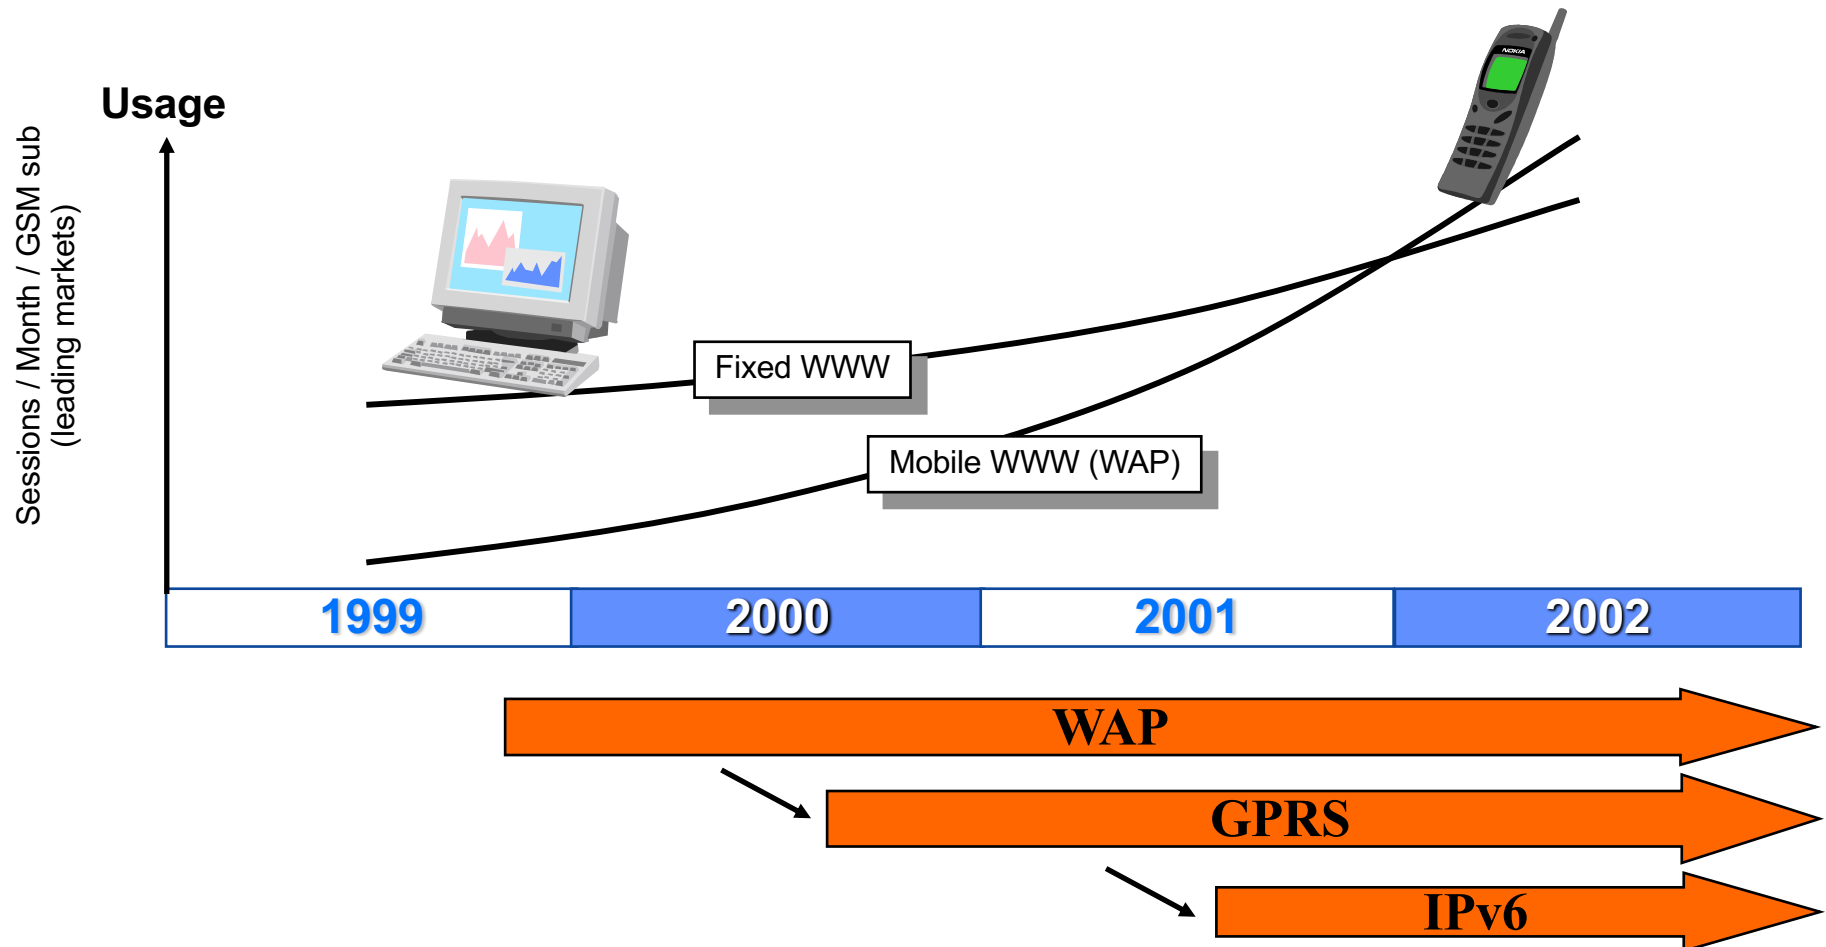 Usage
Sessions / Month / GSM sub
(leading markets)
NOKIA
Fixed WWW
Mobile WWW (WAP)
1999
2000
2001
2002
WAP
GPRS
IPv6